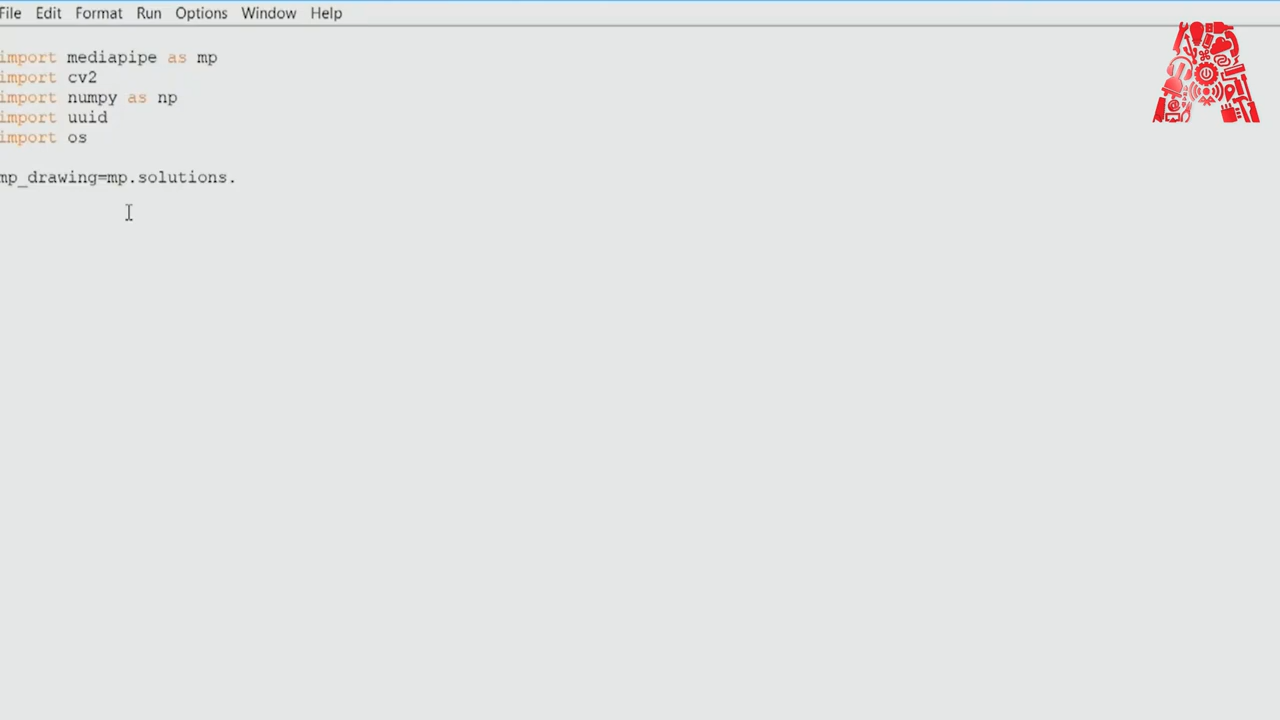 File Edit Format Run Options Window Help
import mediapipe as mp
import cv2
import numpy as np
import uuid
import os
mp_drawing=mp.solutions.